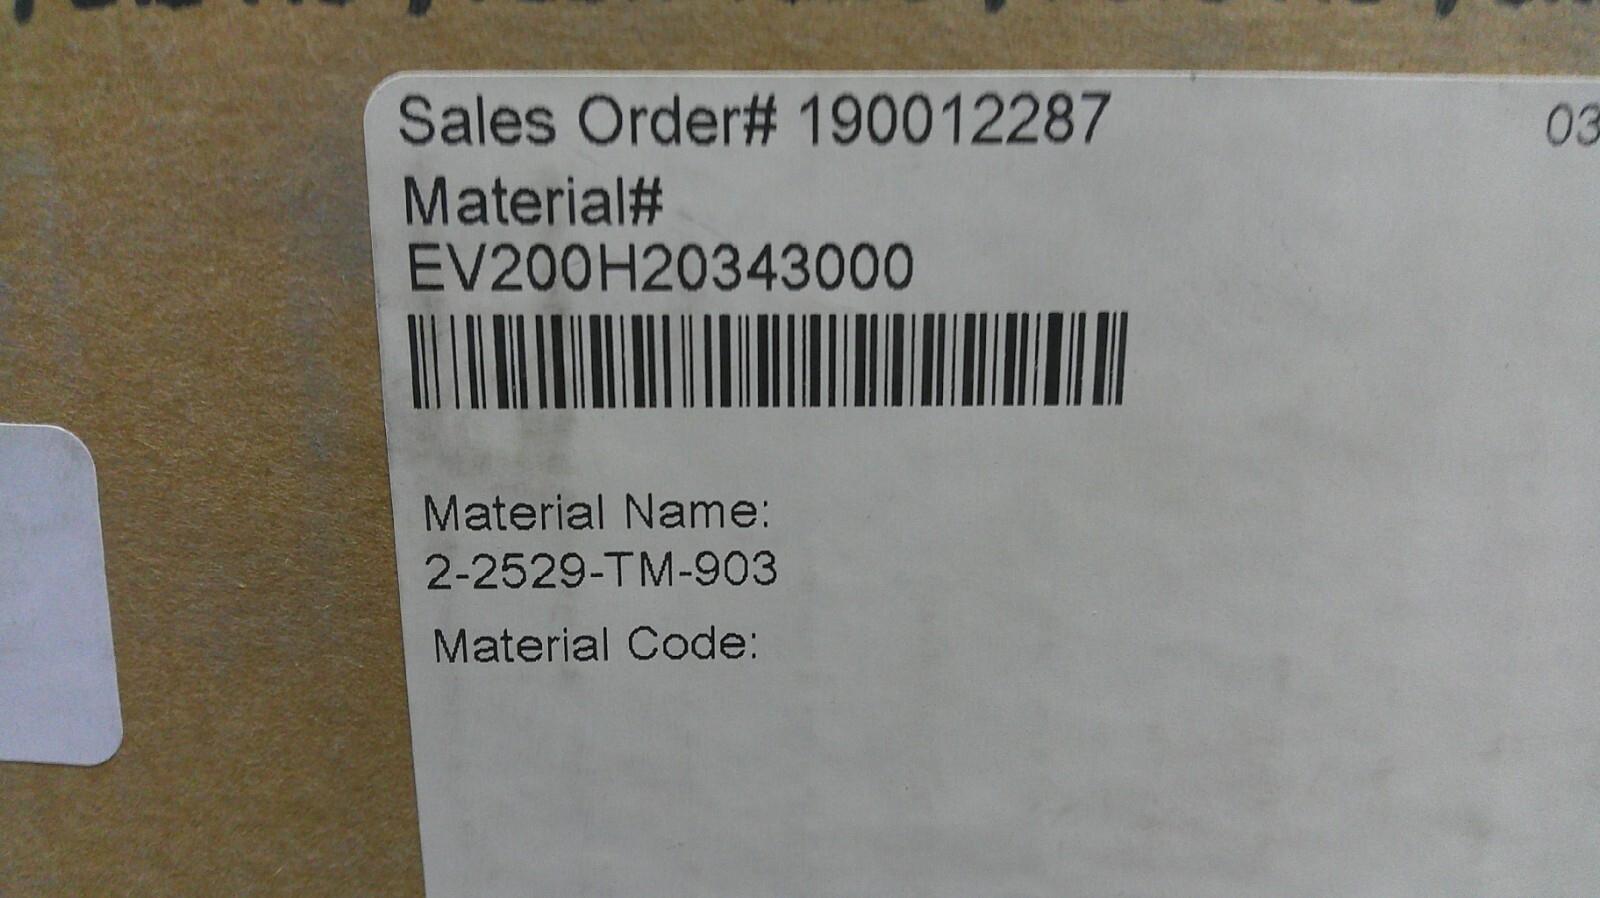 Sales Order# 190012287
03
Material#
EV200H20343000
Material Name:
2-2529-TM-903
Material Code: